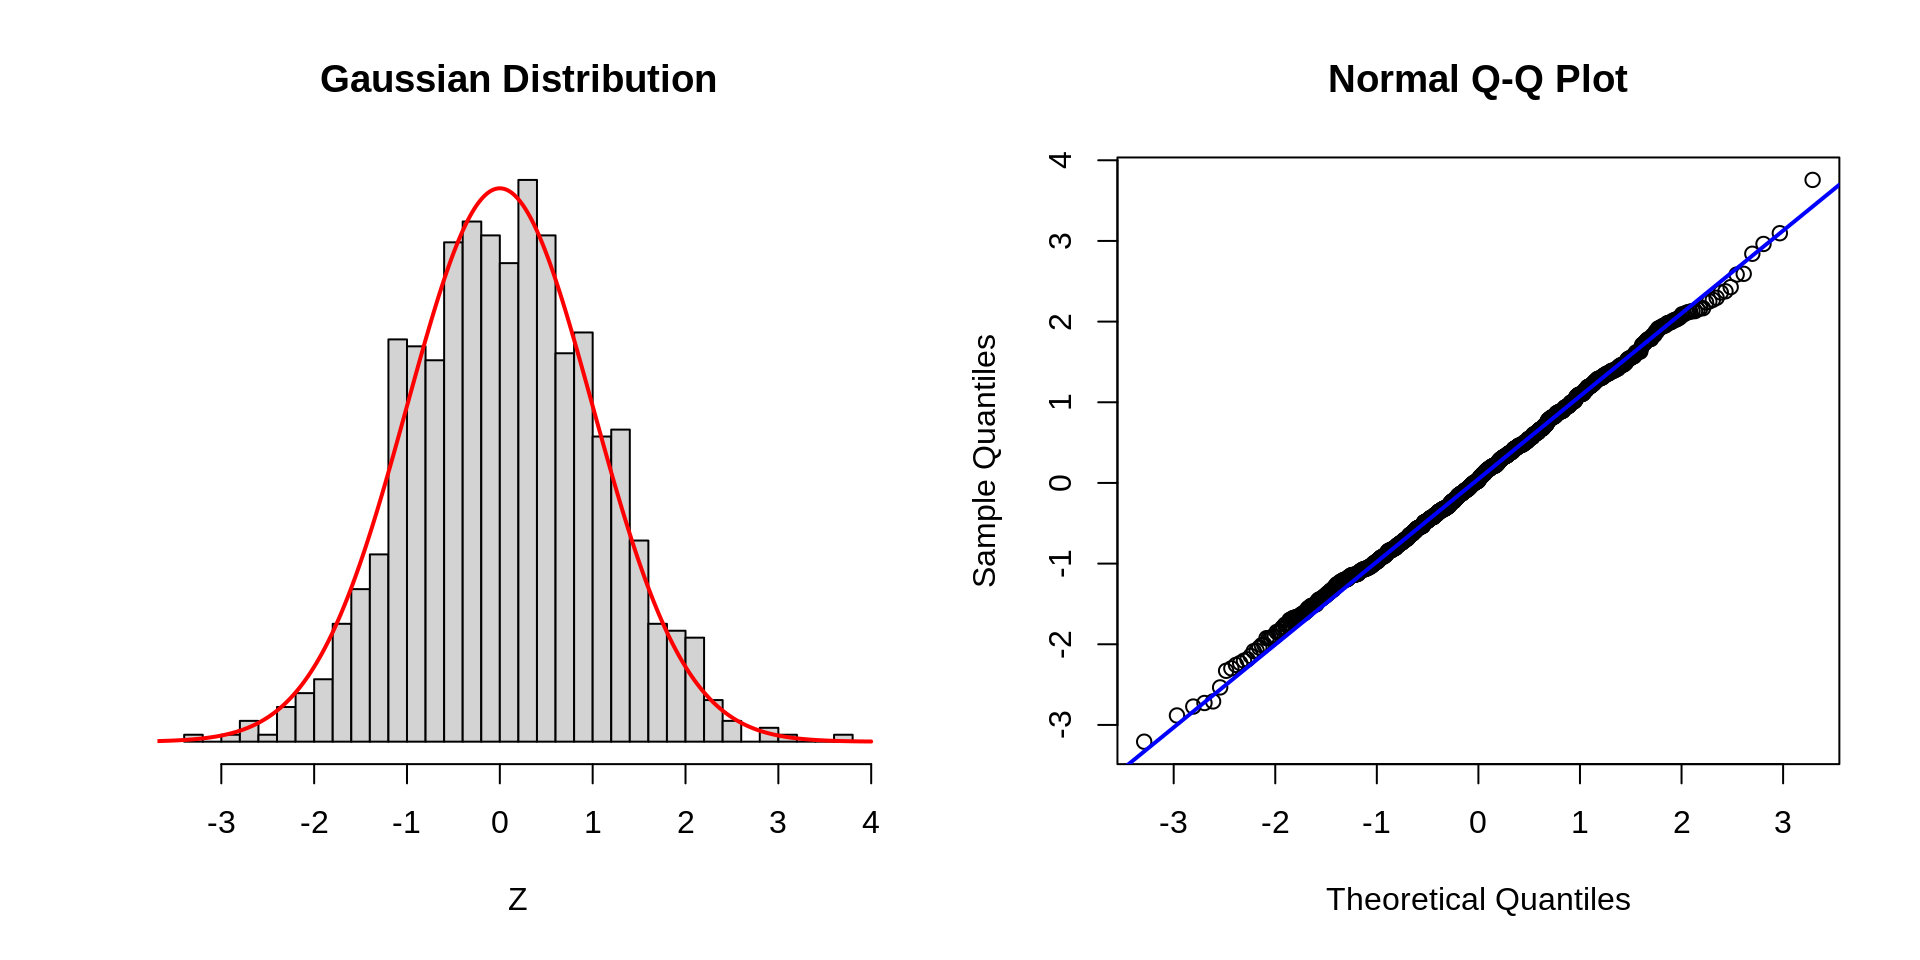 Gaussian Distribution
-3 -2 -1 0 1 2 3 4
Z
Normal Q-Q Plot
Sample Quantiles
4
3
2
1
0
-1
-2
-3
-3 -2 -1 0 1 2 3
Theoretical Quantiles